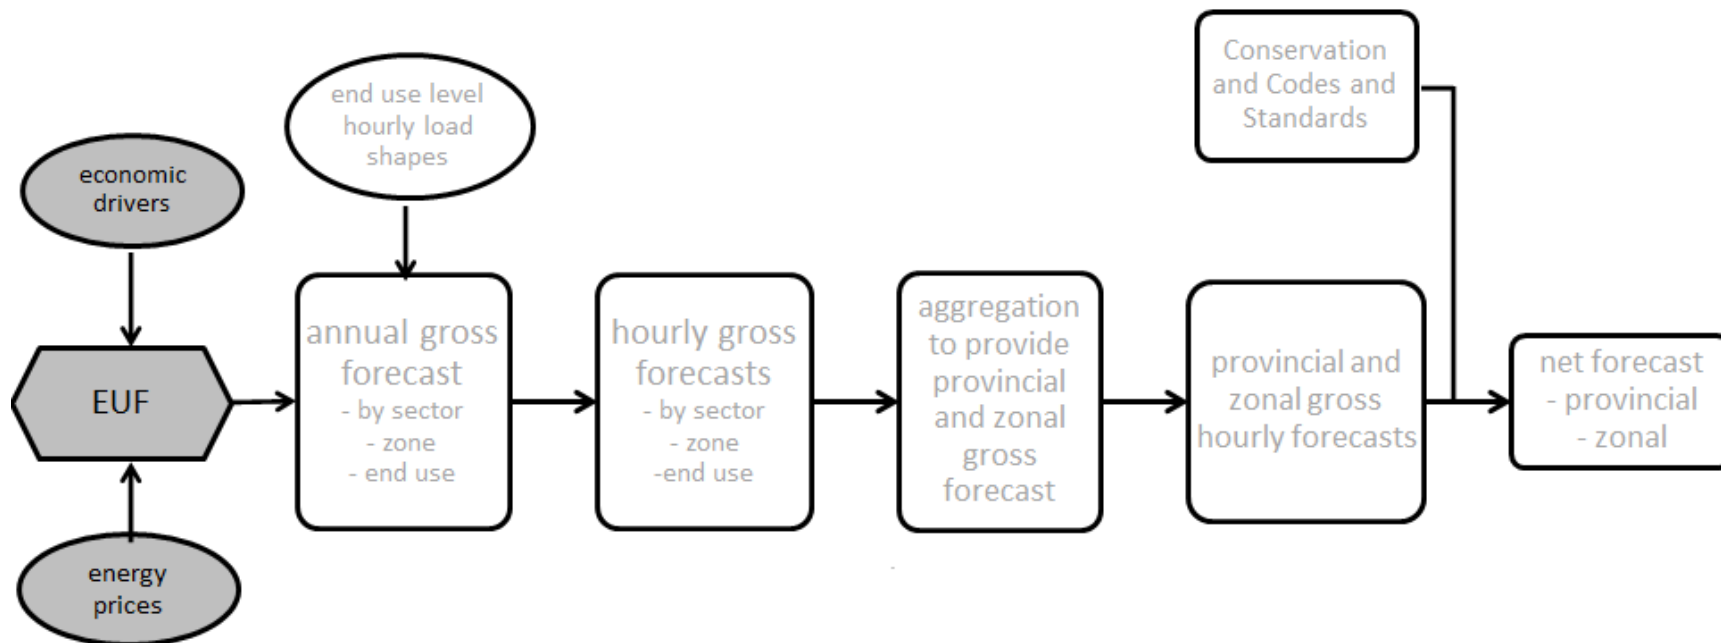 economic
drivers
EUF
energy
prices
end use level
hourly load
shapes
annual gross
forecast
- by sector
- zone
- end use
hourly gross
forecasts
- by sector
- zone
-end use
aggregation
to provide
provincial
and zonal
gross
forecast
provincial and
zonal gross
hourly forecasts
Conservation
and Codes and
Standards
net forecast
- provincial
- zonal